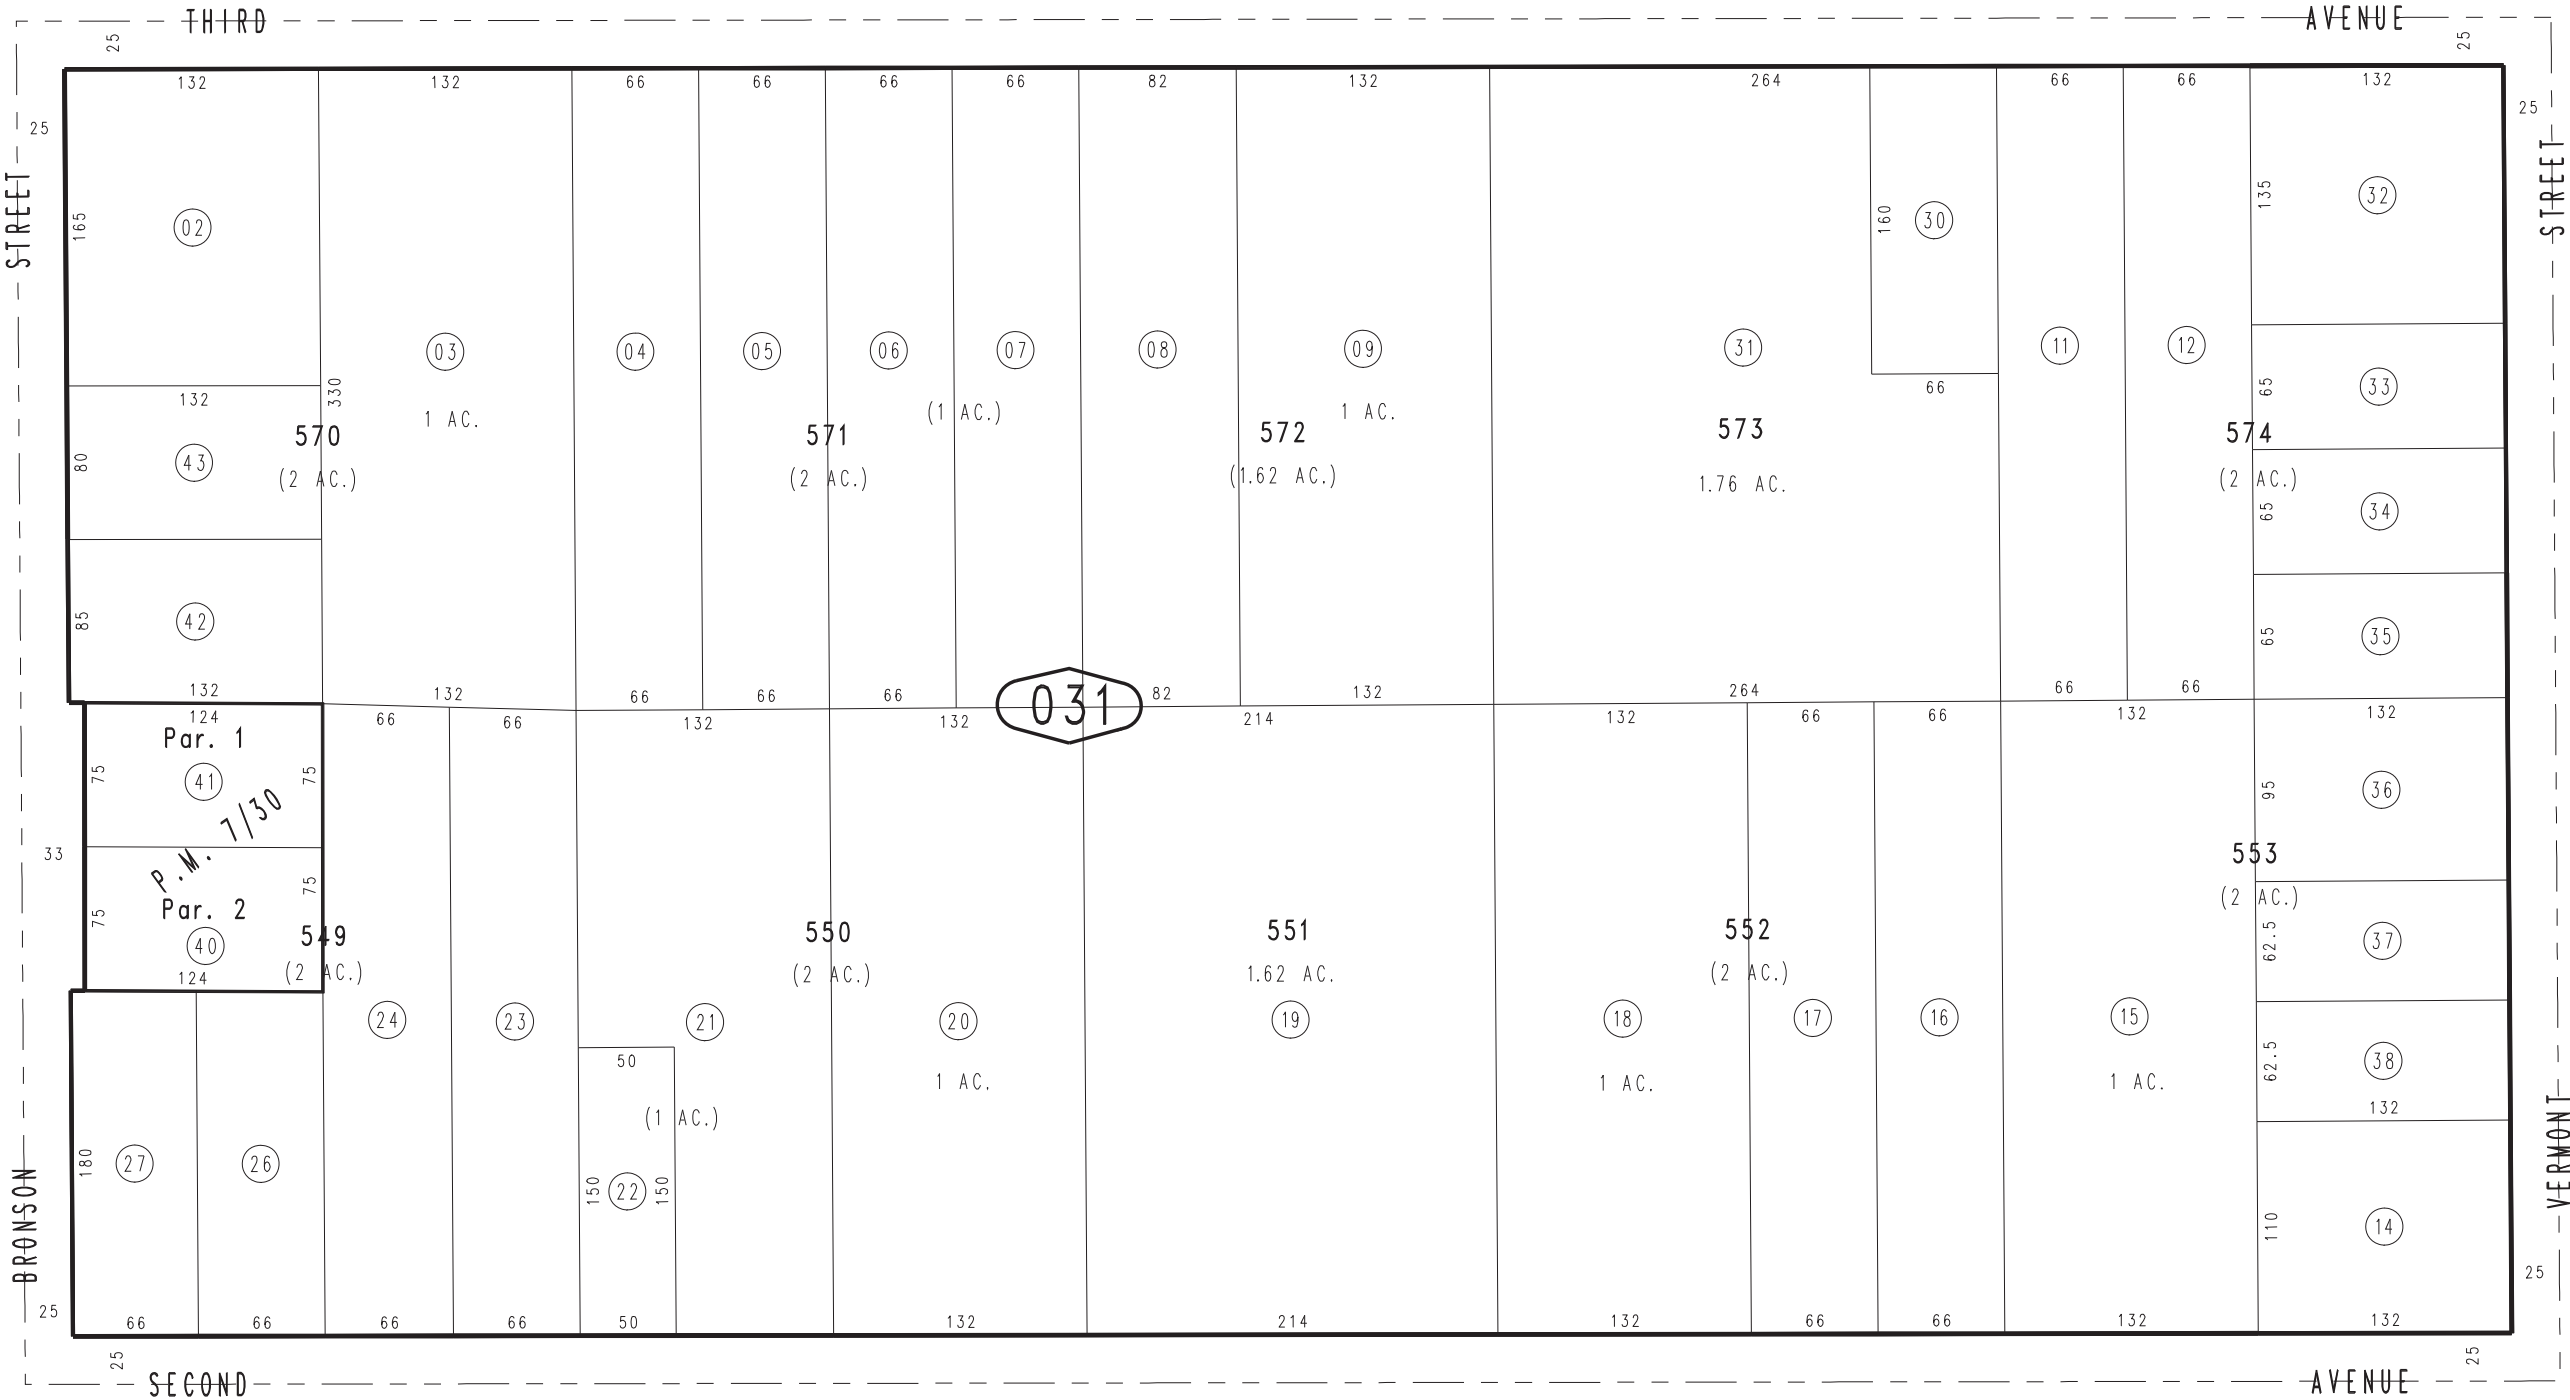 THIRD AVENUE
25 25
132 132 66 66 66 66 82 132 264 66 66 132
25 25
STREET STREET
165 02 160 30 135 32
03 04 05 06 07 08 09 31 11 12
330 66 65 33
132
1 AC. (1 AC.) 1 AC.
570 571 572 573 574
80 43
(2 AC.) (2 AC.) (1.62 AC.) 1.76 AC. (2 AC.)
65 34
85 42 65 35
132 132 66 66 66 82 132 264 66 66
031
124 66 66 132 132 214 132 66 66 132 132
Par. 1
75 41 75
95 36
P.M. 7/30
33
553
75 75
(2 AC.)
Par. 2
549 550 551 552
40
62.5 37
124
(2 AC.) (2 AC.) 1.62 AC. (2 AC.)
24 23 21 20 19 18 17 16 15
50 62.5 38
1 AC. 1 AC. 1 AC.
132
(1 AC.)
180 27 26
150 22 150
110 14
BRONSON VERMONT
25 25
66 66 66 66 50 132 214 132 66 66 132 132
25 25
SECOND AVENUE